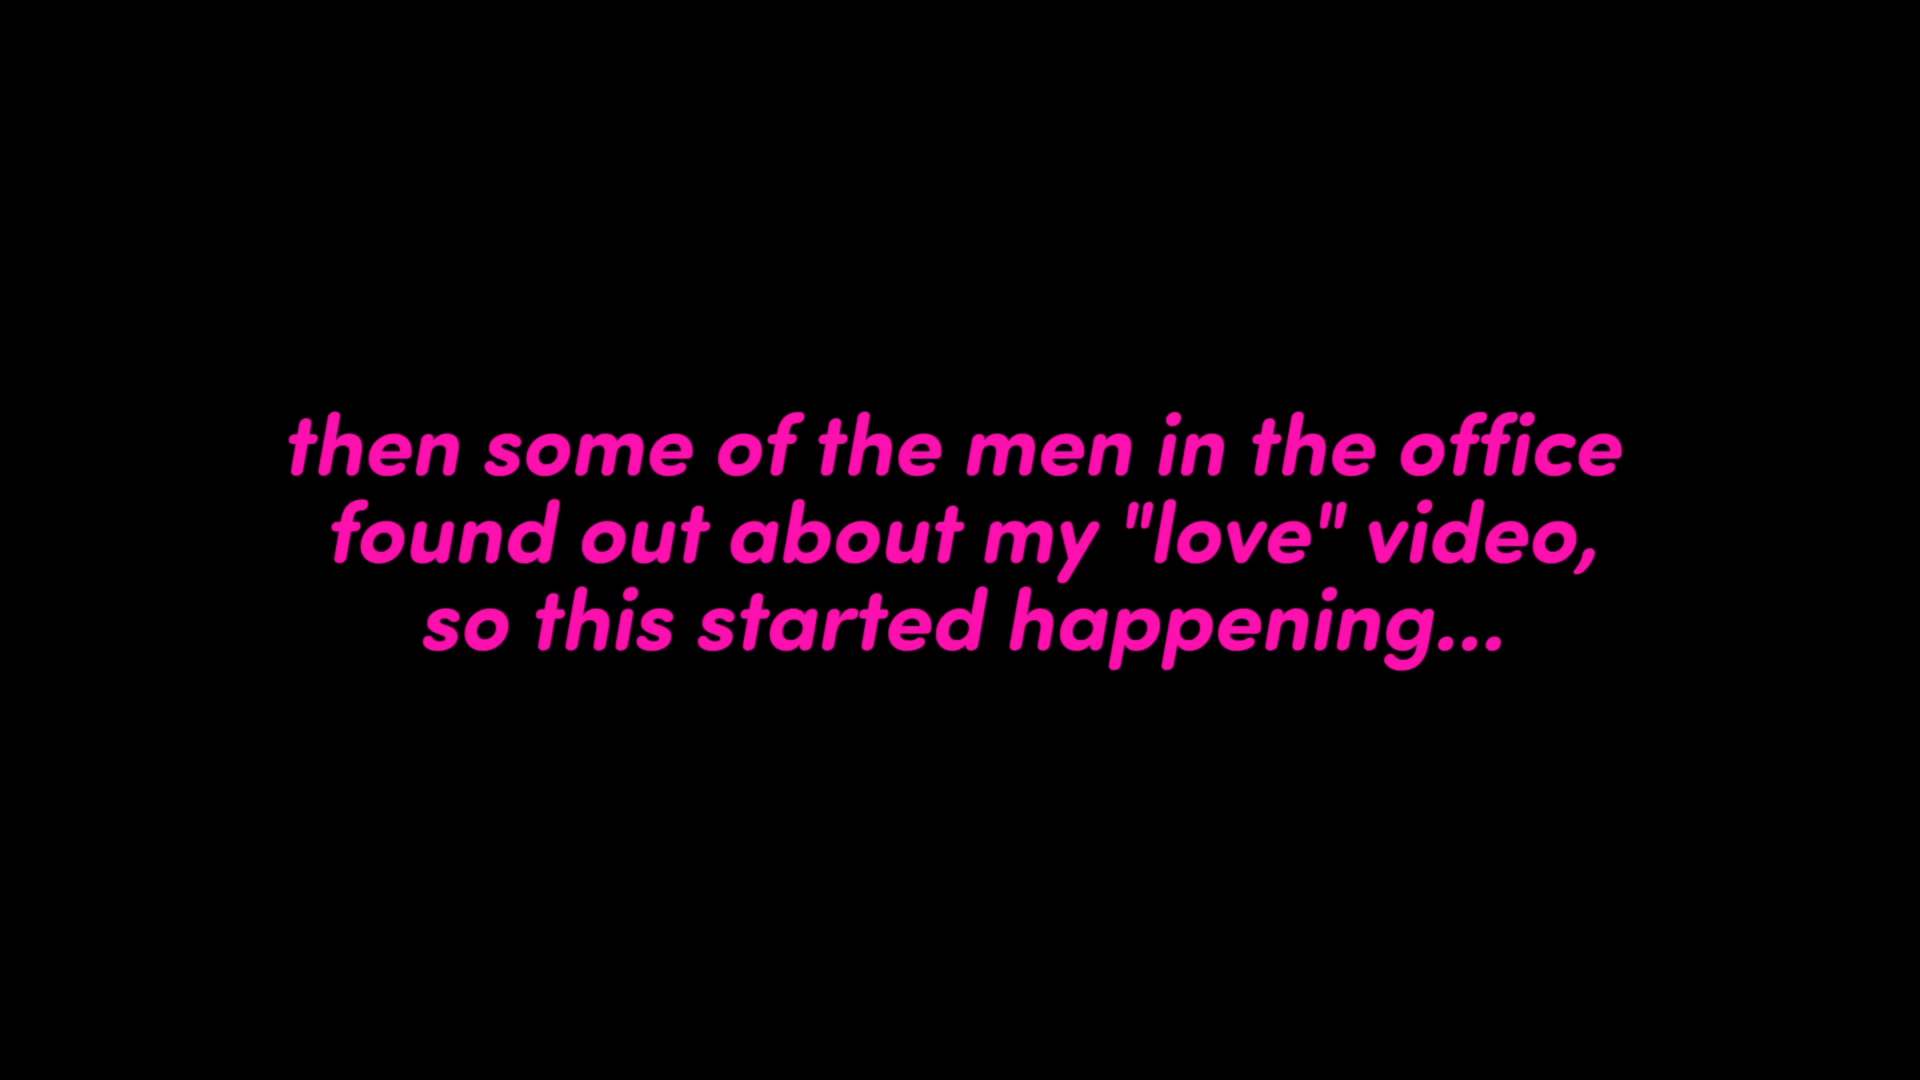 then some of the men in the office
found out about my "love" video,
so this started happening...